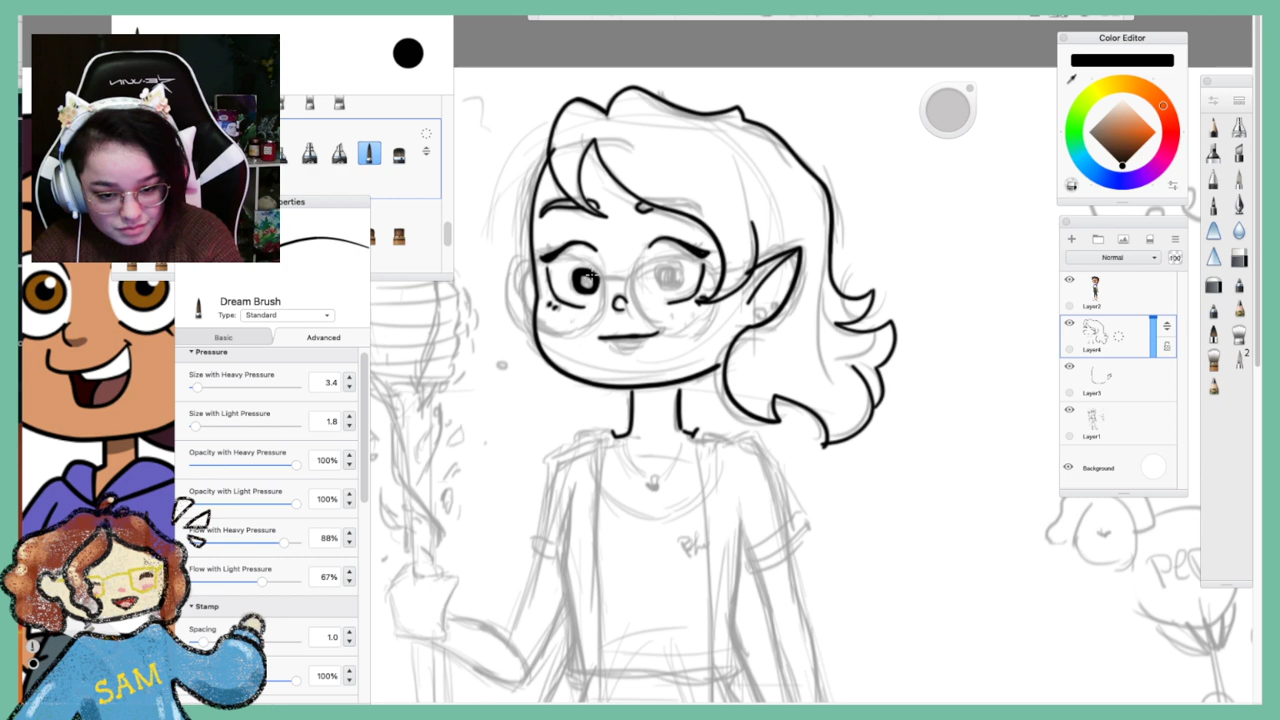 Color Editor
Normal
Layer2
Layer4
Layer3
Layer1
Background
2
Dream Brush
Type: Standard
Basic
Advanced
Pressure
Size with Heavy Pressure
3.4
Size with Light Pressure
1.8
Opacity with Heavy Pressure
100%
Opacity with Light Pressure
100%
Flow with Heavy Pressure
88%
Flow with Light Pressure
67%
Stamp
Spacing
1.0
100%
SAM